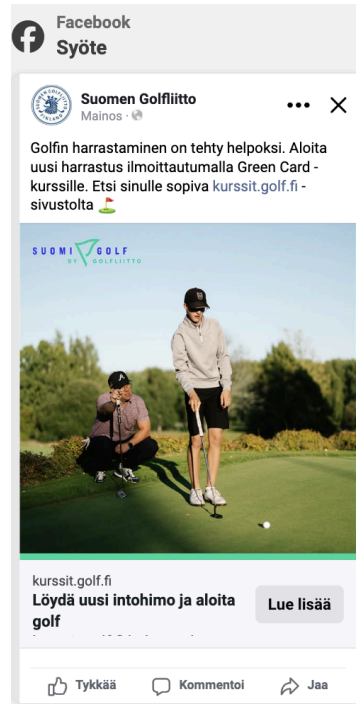 Facebook
Syöte
Suomen Golfliitto
Mainos
Golfin harrastaminen on tehty helpoksi. Aloita
uusi harrastus ilmoittautumalla Green Card -
kurssille. Etsi sinulle sopiva kurssit.golf.fi -
sivustolta
SUOMI GOLF
BY GOLFLIITTO
kurssit.golf.fi
Löydä uusi intohimo ja aloita
golf
Lue lisää
Tykkää
Kommentoi
Jaa